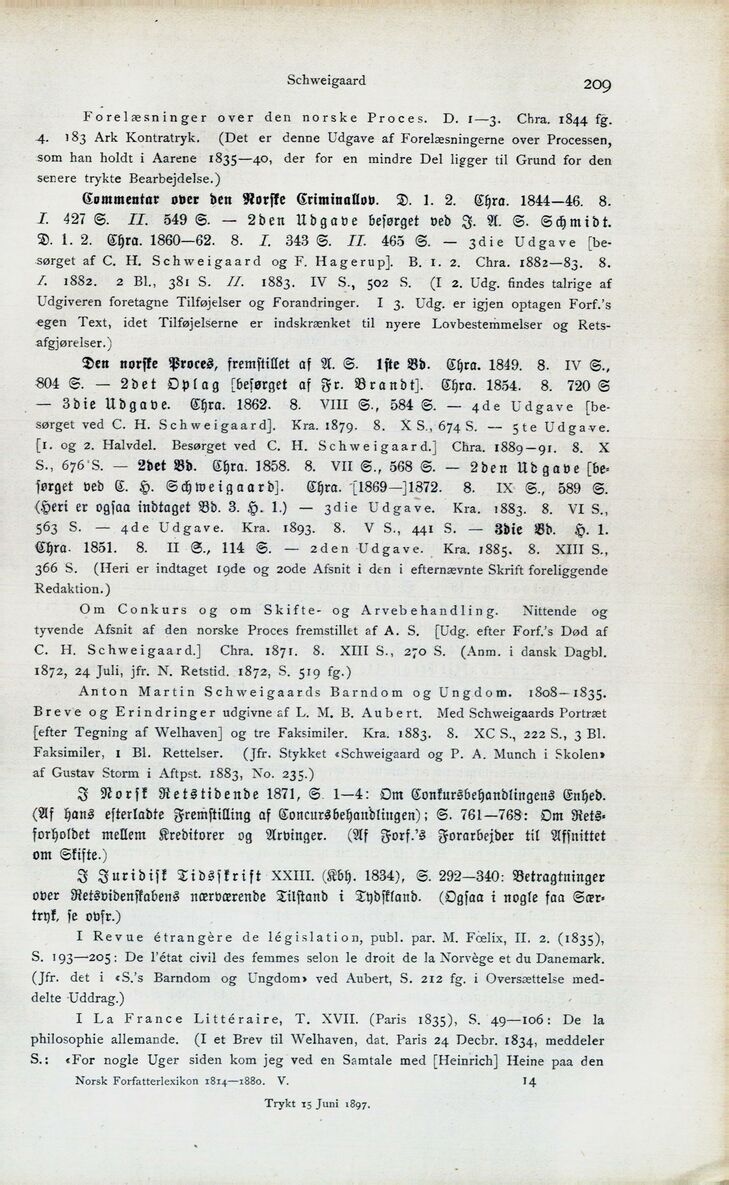 Schweigaard 209
Forelæsninger over den norske Proces. D. 1—3. Chra. 1844 fg.
4. 183 Ark Kontratryk. (Det er denne Udgave af Forelæsningerne over Processen,
som han holdt i Aarene 1835—40, der for en mindre Del ligger til Grund for den
senere trykte Bearbejdelse.)
Commentar over den Norske Criminallov. D. 1. 2. Chra. 1844—46. 8.
I. 427 S. II. 549 S. — 2den Udgave besørget ved J. A. S. Schmidt.
D. 1. 2. Chra. 1860—62. 8. I. 343 S. II. 465 S. — 3die Udgave [be-
sørget af C. H. Schweigaard og F. Hagerup]. B. 1. 2. Chra. 1882—83. 8.
I. 1882. 2 Bl., 381 S. II. 1883. IV S., 502 S. (I 2. Udg. findes talrige af
Udgiveren foretagne Tilføjelser og Forandringer. I 3. Udg. er igjen optagen Forf.'s
egen Text, idet Tilføjelserne er indskrænket til nyere Lovbestemmelser og Rets-
afgjørelser.)
Den norske Proces, fremstillet af A. S. 1ste Bd. Chra. 1849. 8. IV S.,
804 S. — 2det Oplag [besørget af Fr. Brandt]. Chra. 1854. 8. 720 S
— 3die Udgave. Chra. 1862. 8. VIII S., 584 S. — 4de Udgave [be-
sørget ved C. H. Schweigaard]. Kra. 1879. 8. X S., 674 S. — 5te Udgave.
[1. og 2. Halvdel. Besørget ved C. H. Schweigaard.] Chra. 1889—91. 8. X
S., 676 S. — 2det Bd. Chra. 1858. 8. VII S., 568 S. — 2den Udgave [be-
sørget ved C. H. Schweigaard]. Chra. [1869—]1872. 8. IX S., 589 S.
(Heri er ogsaa indtaget Bd. 3. H. 1.) — 3die Udgave. Kra. 1883. 8. VI S.,
563 S. — 4de Udgave. Kra. 1893. 8. V S., 441 S. — 3die Bd. H. 1.
Chra. 1851. 8. II S., 114 S. — 2den Udgave. Kra. 1885. 8. XIII S.,
366 S. (Heri er indtaget 19de og 20de Afsnit i den i efternævnte Skrift foreliggende
Redaktion.)
Om Conkurs og om Skifte- og Arvebehandling. Nittende og
tyvende Afsnit af den norske Proces fremstillet af A. S. [Udg. efter Forf.'s Død af
C. H. Schweigaard.] Chra. 1871. 8. XIII S., 270 S. (Anm. i dansk Dagbl.
1872, 24 Juli, jfr. N. Retstid. 1872, S. 519 fg.)
Anton Martin Schweigaards Barndom og Ungdom. 1808—1835.
Breve og Erindringer udgivne af L. M. B. Aubert. Med Schweigaards Portræt
[efter Tegning af Welhaven] og tre Faksimiler. Kra. 1883. 8. XC S., 222 S., 3 Bl.
Faksimiler, 1 Bl. Rettelser. (Jfr. Stykket «Schweigaard og P. A. Munch i Skolen»
af Gustav Storm i Aftpst. 1883, No. 235.)
I Norsk Retstidende 1871, S. 1—4: Om Conkursbehandlingens Enhed.
(Af hans efterladte Fremstilling af Concursbehandlingen); S. 761—768: Om Rets-
forholdet mellem Kreditorer og Arvinger. (Af Forf.'s Forarbejder til Afsnittet
om Skifte.)
I Juridisk Tidsskrift XXIII. (Kbh. 1834), S. 292—340: Betragtninger
over Retsvidenskabens nærværende Tilstand i Tydskland. (Ogsaa i nogle faa Sær-
tryk, se ovfr.)
I Revue étrangère de législation, publ. par. M. Fœlix, II. 2. (1835),
S. 193—205: De l'état civil des femmes selon le droit de la Norvège et du Danemark.
(Jfr. det i «S.'s Barndom og Ungdom» ved Aubert, S. 212 fg. i Oversættelse med-
delte Uddrag.)
I La France Littéraire, T. XVII. (Paris 1835), S. 49—106: De la
philosophie allemande. (I et Brev til Welhaven, dat. Paris 24 Decbr. 1834, meddeler
S.: «For nogle Uger siden kom jeg ved en Samtale med [Heinrich] Heine paa den
Norsk Forfatterlexikon 1814—1880. V. 14
Trykt 15 Juni 1897.